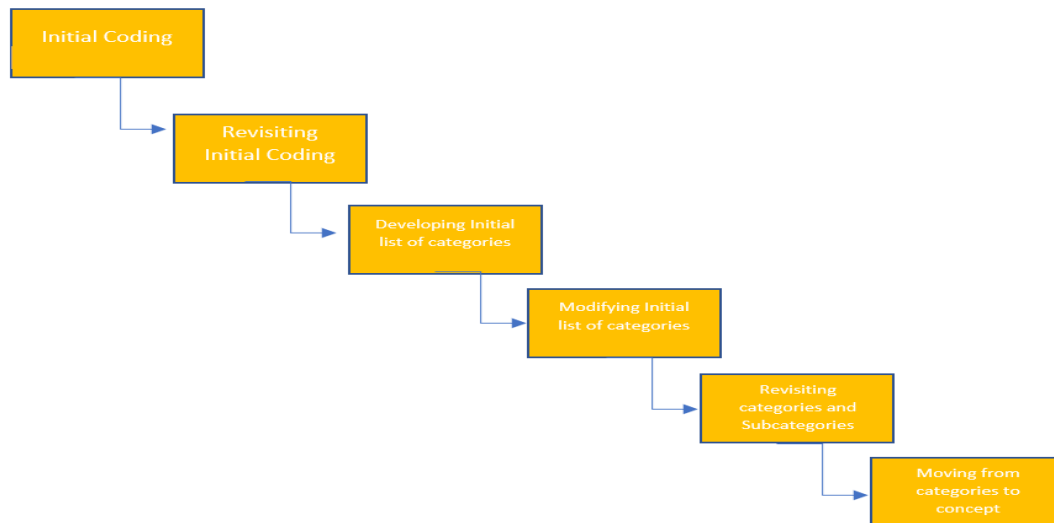 Initial Coding
Revisiting
Initial Coding
Developing Initial
list of categories
Modifying Initial
list of categories
Revisiting
categories and
Subcategories
Moving from
categories to
concept